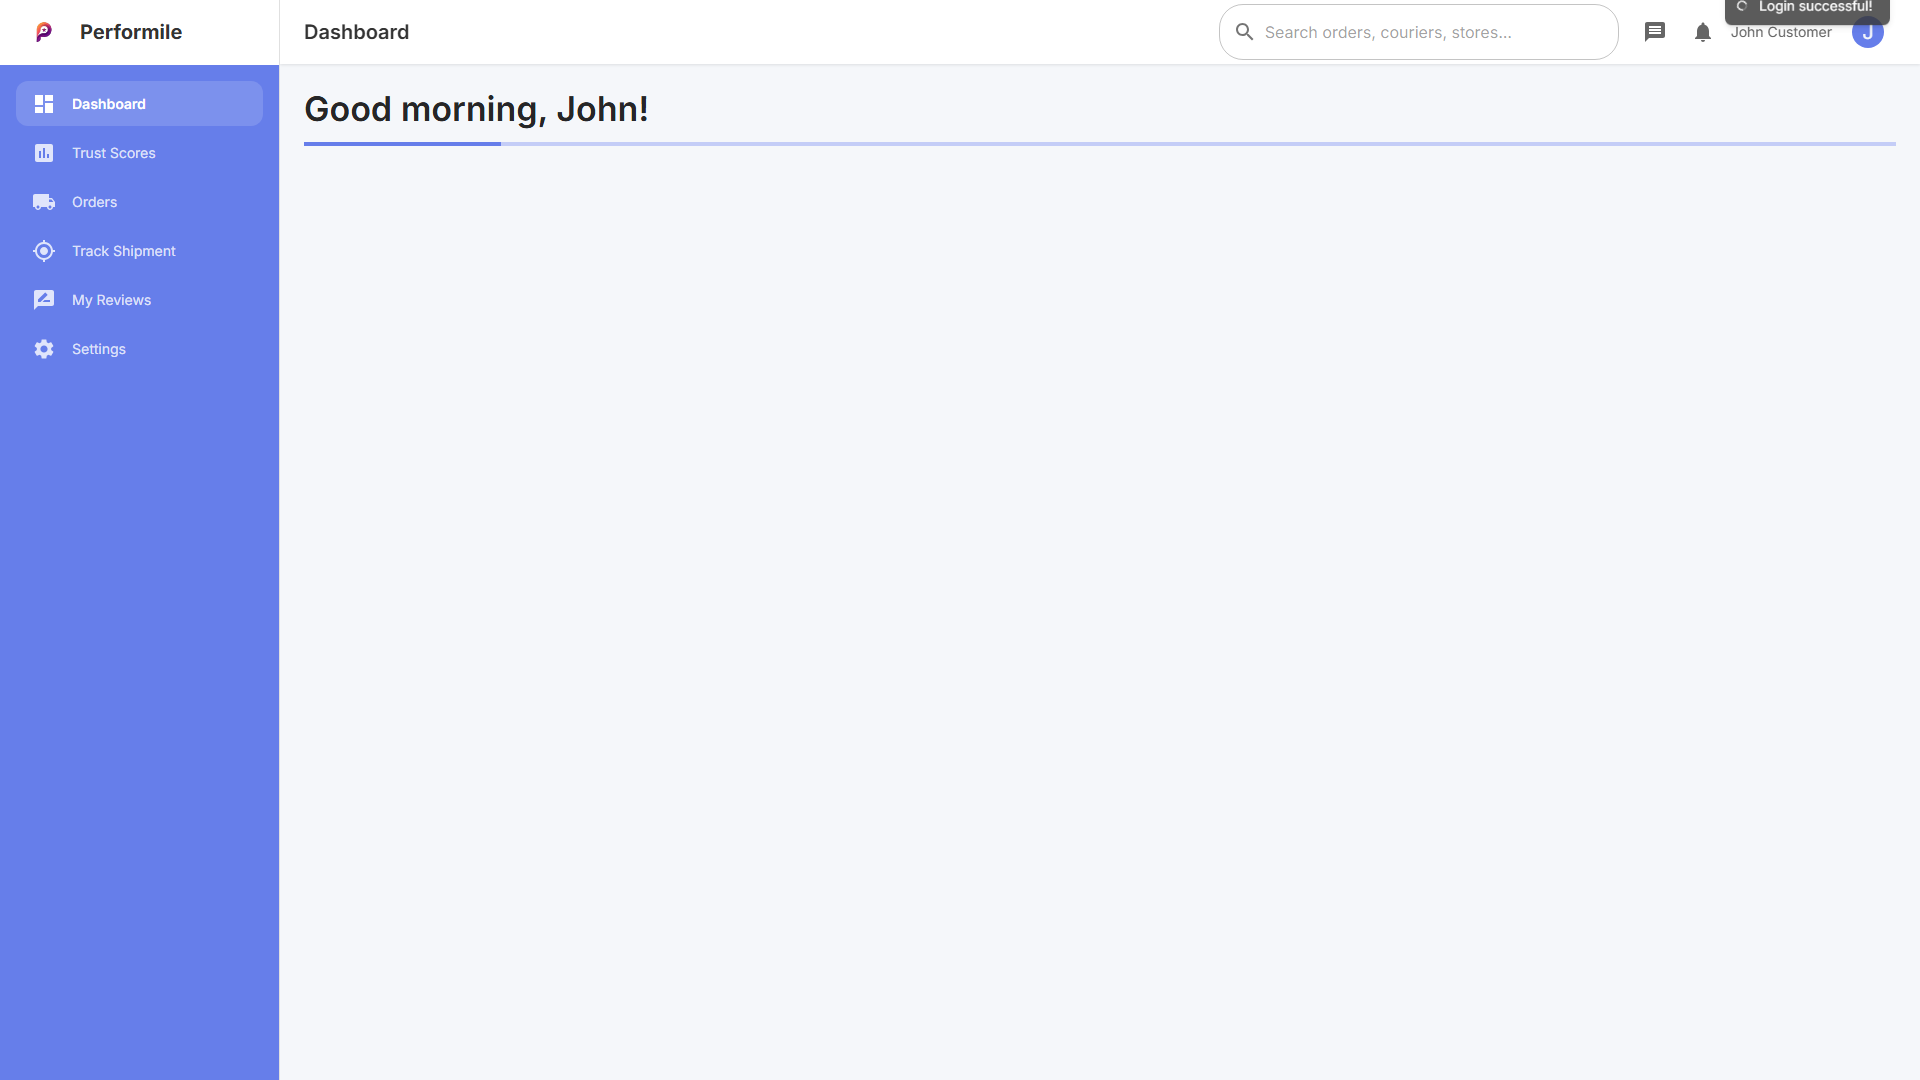 Performile
Dashboard
Search orders, couriers, stores...
Login successful!
John Customer
J
Dashboard
Trust Scores
Orders
Track Shipment
My Reviews
Settings
Good morning, John!